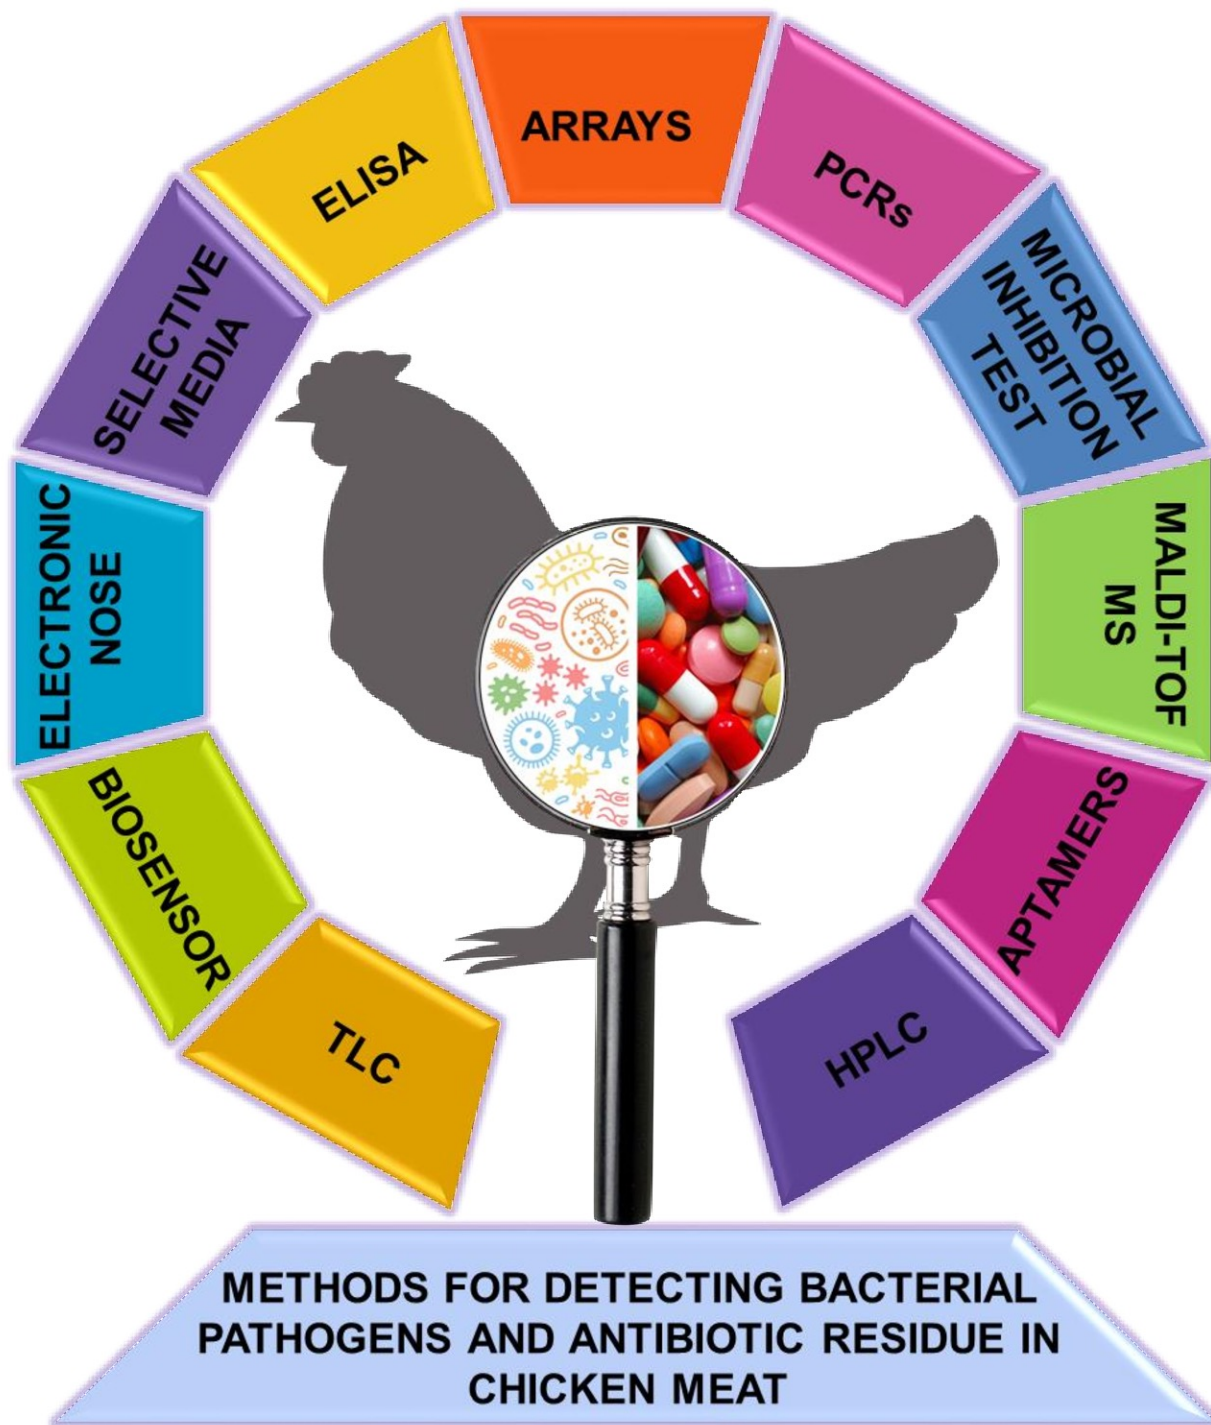 ARRAYS
PCRs
MICROBIAL
INHIBITION
TEST
MALDI-TOF
MS
APTAMERS
HPLC
TLC
BIOSENSOR
ELECTRONIC
NOSE
SELECTIVE
MEDIA
ELISA
METHODS FOR DETECTING BACTERIAL
PATHOGENS AND ANTIBIOTIC RESIDUE IN
CHICKEN MEAT